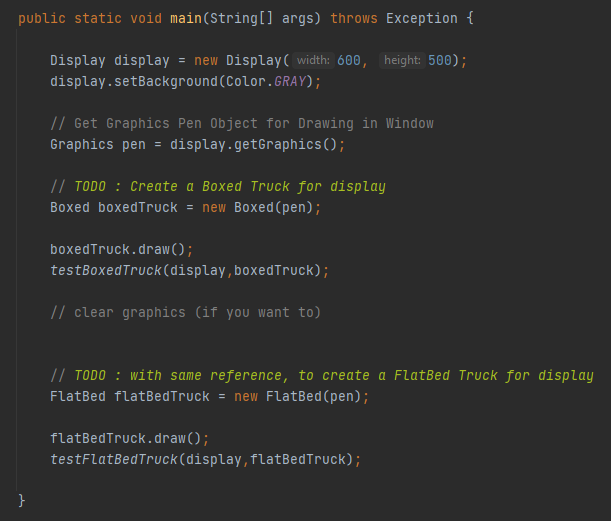 public static void main(String[] args) throws Exception {
Display display = new Display( width: 600, height: 500);
display.setBackground(Color.GRAY);
// Get Graphics Pen Object for Drawing in Window
Graphics pen = display.getGraphics();
// TODO : Create a Boxed Truck for display
Boxed boxedTruck = new Boxed(pen);
boxedTruck.draw();
testBoxedTruck(display,boxedTruck);
// clear graphics (if you want to)
// TODO : with same reference, to create a FlatBed Truck for display
FlatBed flatBedTruck = new FlatBed(pen);
flatBedTruck.draw();
testFlatBedTruck(display,flatBedTruck);
}